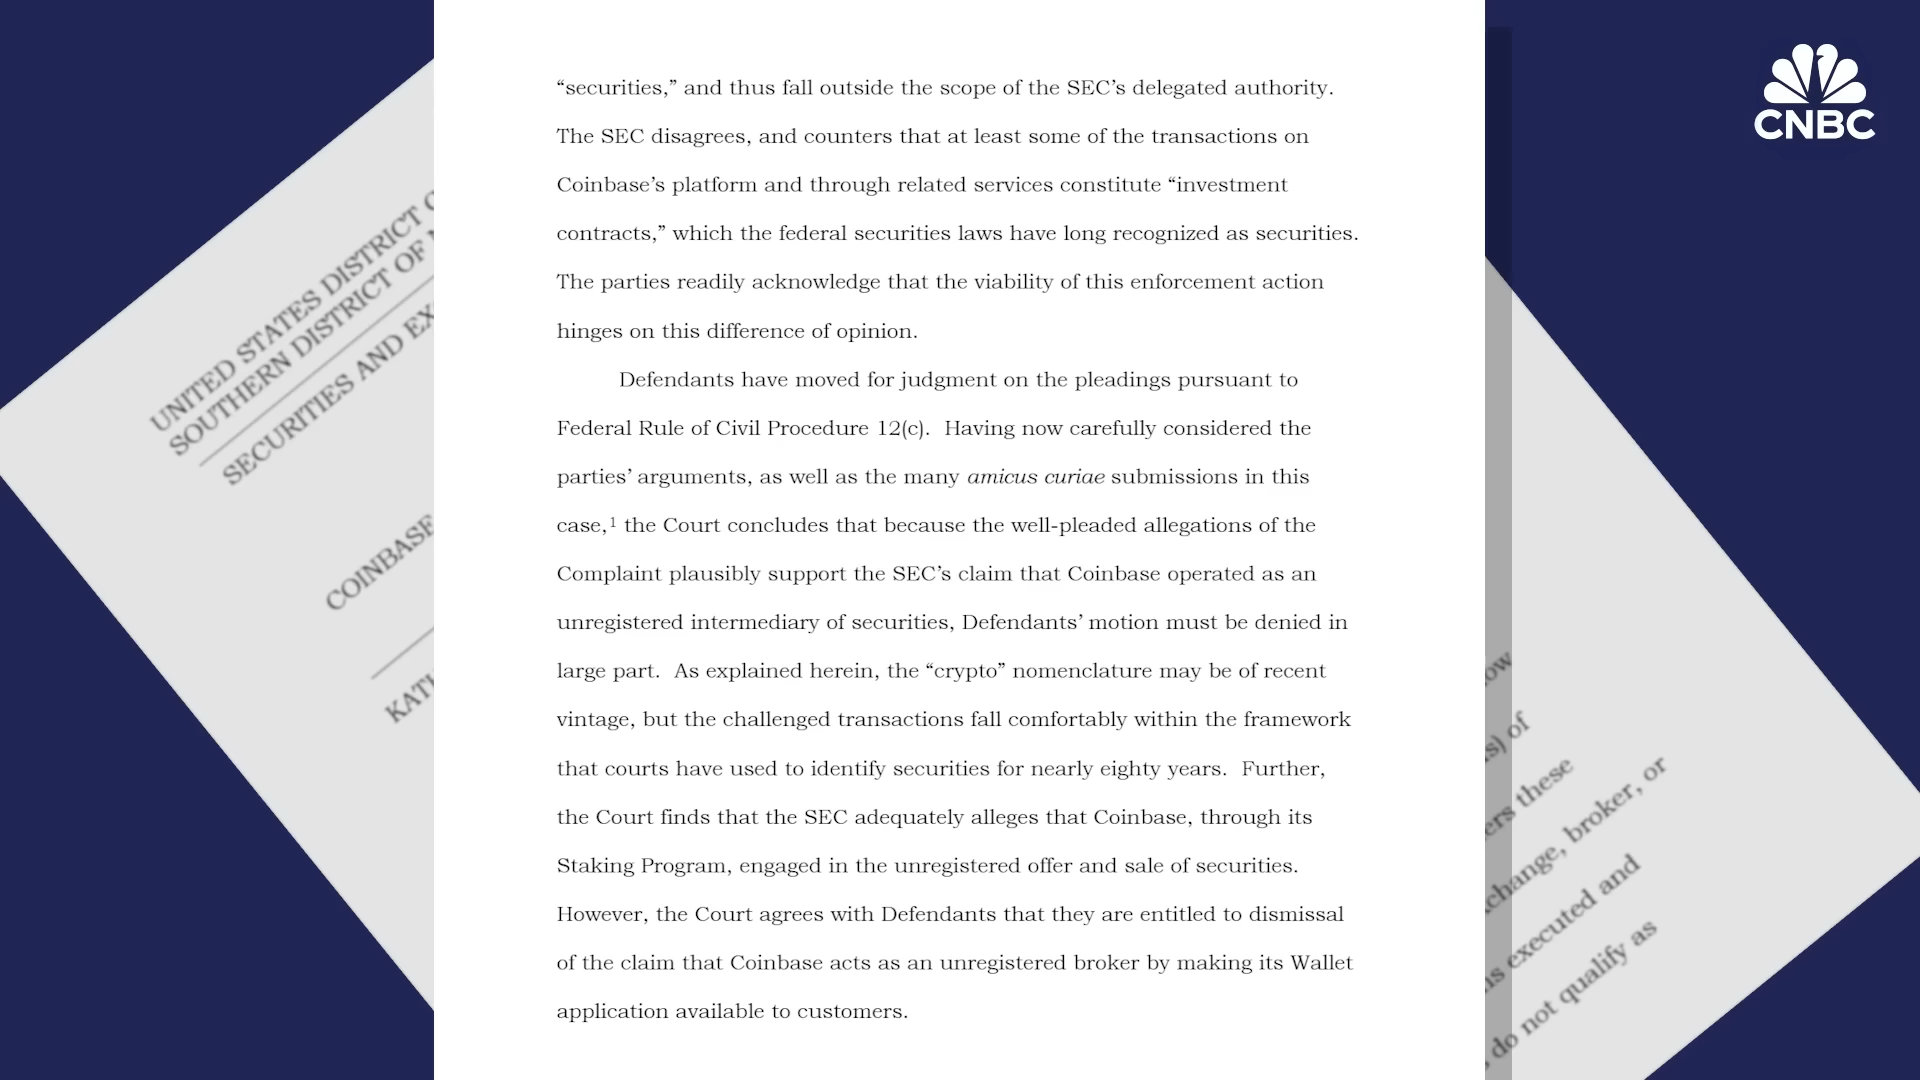 “securities,” and thus fall outside the scope of the SEC’s delegated authority.
The SEC disagrees, and counters that at least some of the transactions on
Coinbase’s platform and through related services constitute “investment
contracts,” which the federal securities laws have long recognized as securities.
The parties readily acknowledge that the viability of this enforcement action
hinges on this difference of opinion.
Defendants have moved for judgment on the pleadings pursuant to
Federal Rule of Civil Procedure 12(c).  Having now carefully considered the
parties’ arguments, as well as the many amicus curiae submissions in this
case,¹ the Court concludes that because the well-pleaded allegations of the
Complaint plausibly support the SEC’s claim that Coinbase operated as an
unregistered intermediary of securities, Defendants’ motion must be denied in
large part.  As explained herein, the “crypto” nomenclature may be of recent
vintage, but the challenged transactions fall comfortably within the framework
that courts have used to identify securities for nearly eighty years.  Further,
the Court finds that the SEC adequately alleges that Coinbase, through its
Staking Program, engaged in the unregistered offer and sale of securities.
However, the Court agrees with Defendants that they are entitled to dismissal
of the claim that Coinbase acts as an unregistered broker by making its Wallet
application available to customers.
CNBC
UNITED STATES DISTRICT
SOUTHERN DISTRICT OF
SECURITIES AND
COINBASE
of
these
exchange, broker, or
executed and
do not qualify as